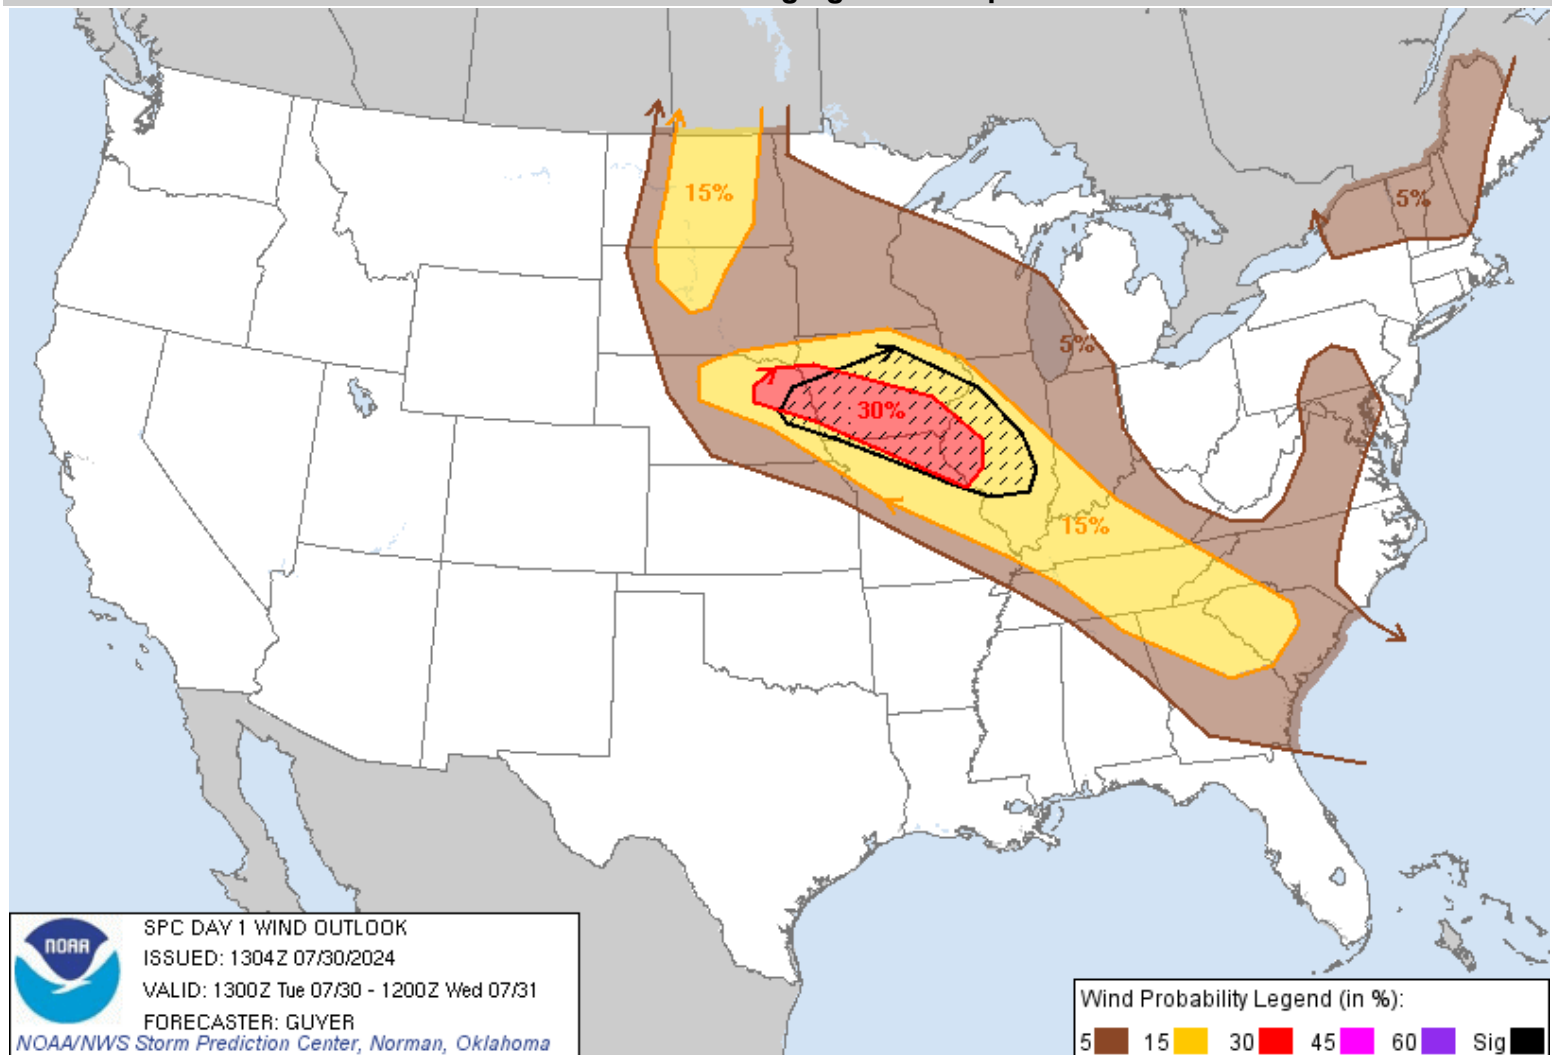 15%
5%
5%
30%
15%
NOAA
SPC DAY 1 WIND OUTLOOK
ISSUED: 1304Z 07/30/2024
VALID: 1300Z Tue 07/30 - 1200Z Wed 07/31
FORECASTER: GUYER
NOAA/NWS Storm Prediction Center, Norman, Oklahoma
Wind Probability Legend (in %):
5 15 30 45 60 Sig